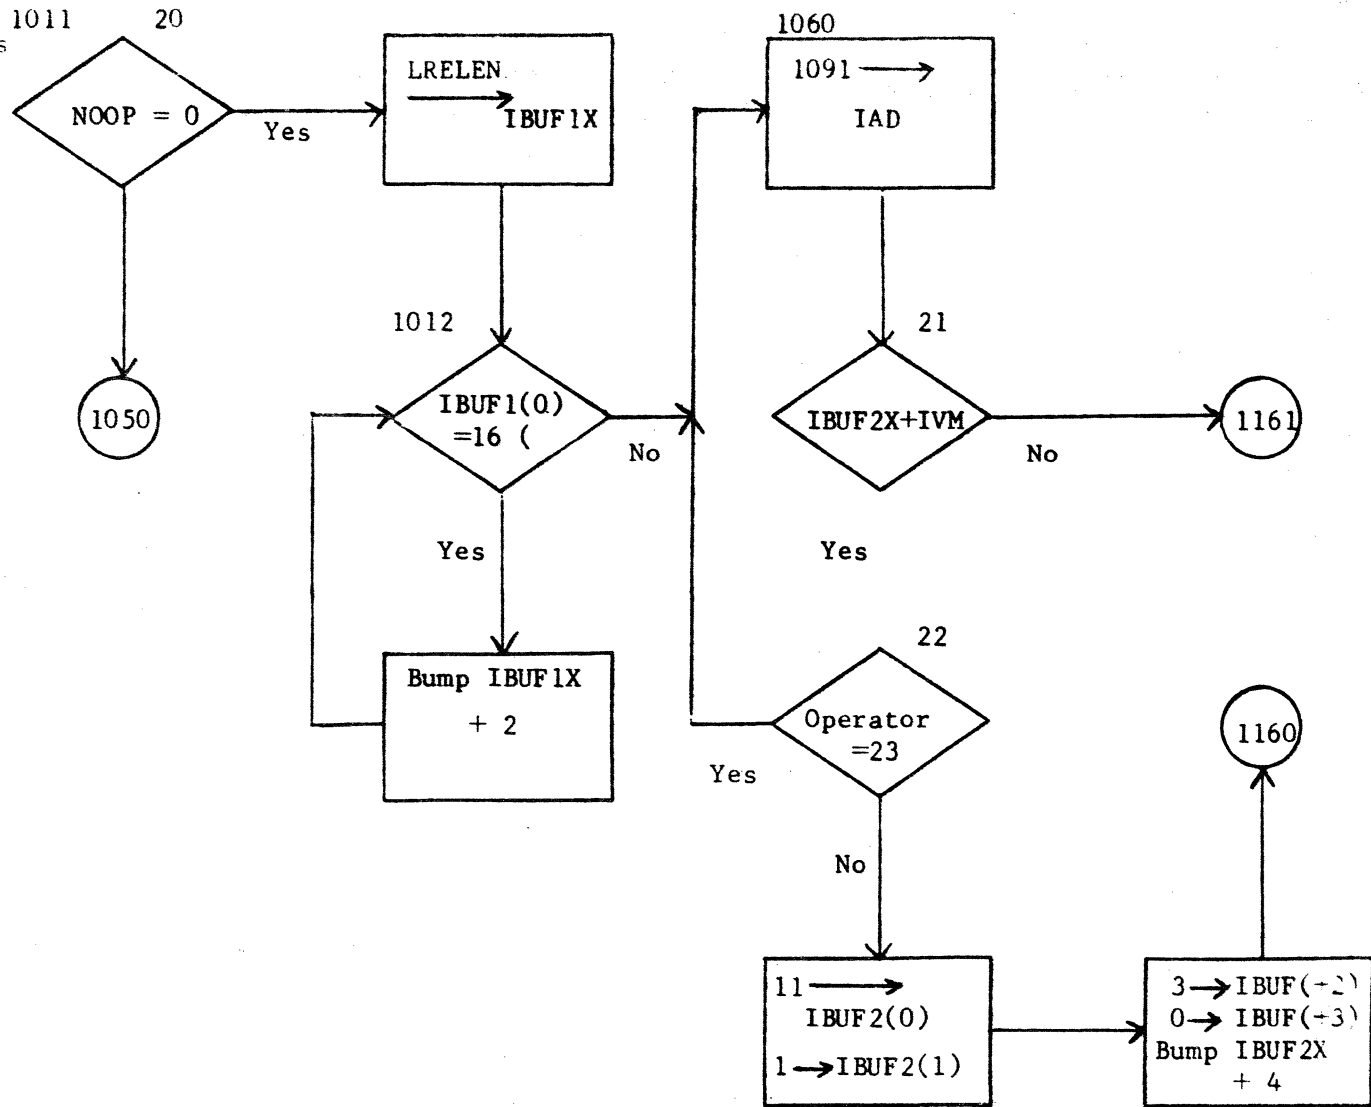 1011 20
s
NOOP = 0
Yes
LRELEN
IBUF1X
1060
1091
IAD
1050
1012
IBUF1(0)
=16 (
No
Yes
Bump IBUF1X
+ 2
21
IBUF2X+IVM
No
1161
Yes
22
Operator
=23
Yes
No
11
IBUF2(0)
1→IBUF2(1)
1160
3→IBUF(+2)
0→IBUF(+3)
Bump IBUF2X
+ 4